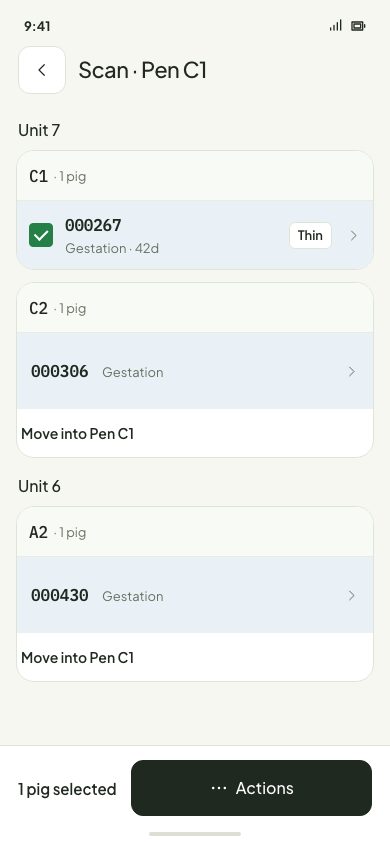 9:41
Scan · Pen C1
Unit 7
C1 · 1 pig
000267
Gestation · 42d
Thin
C2 · 1 pig
000306 Gestation
Move into Pen C1
Unit 6
A2 · 1 pig
000430 Gestation
Move into Pen C1
1 pig selected
··· Actions